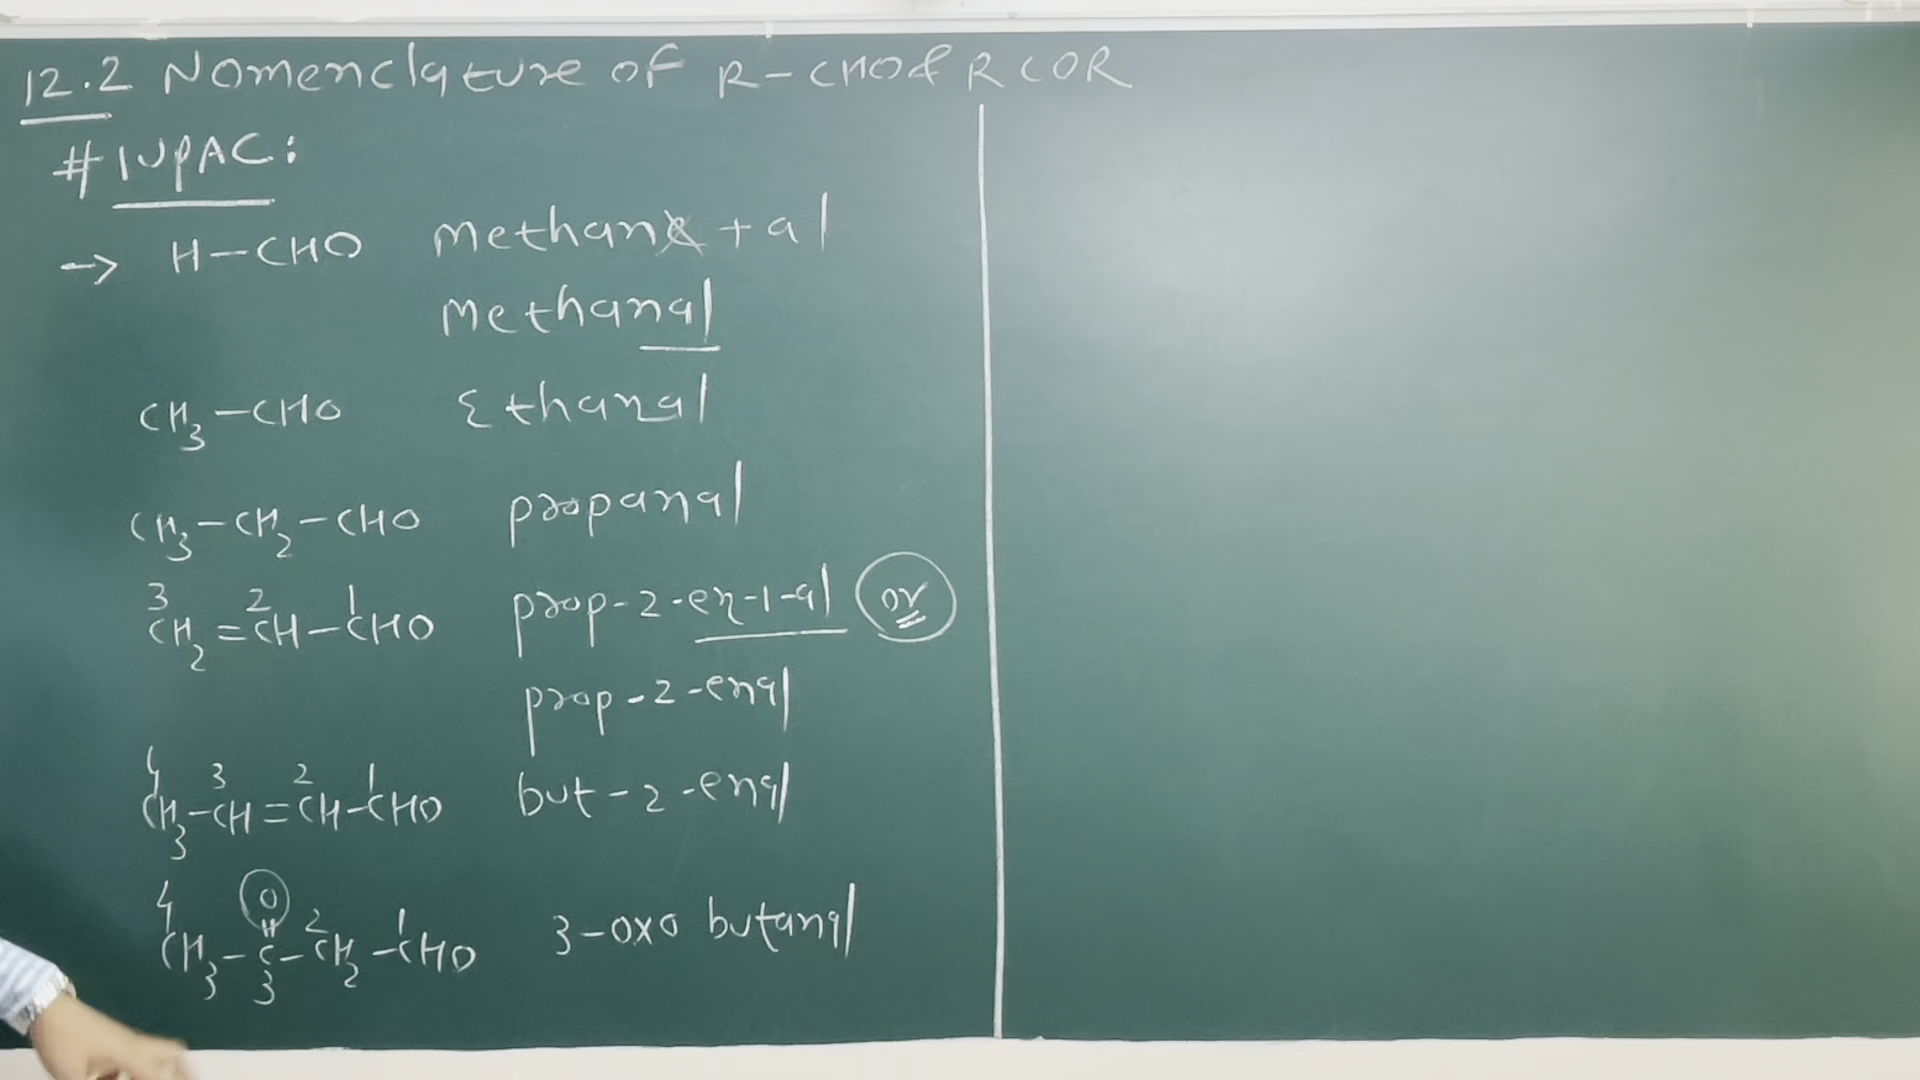 12.2 Nomenclature of R-CHO & RCOR
# IUPAC:
→ H-CHO methane + al
methanal
CH3-CHO Ethanal
CH3-CH2-CHO propanal
3 2 1
CH2=CH-CHO prop-2-en-1-al or
prop-2-enal
4 3 2 1
CH3-CH=CH-CHO but-2-enal
4 O 2 1
CH3-C-CH2-CHO 3-oxo butanal
3